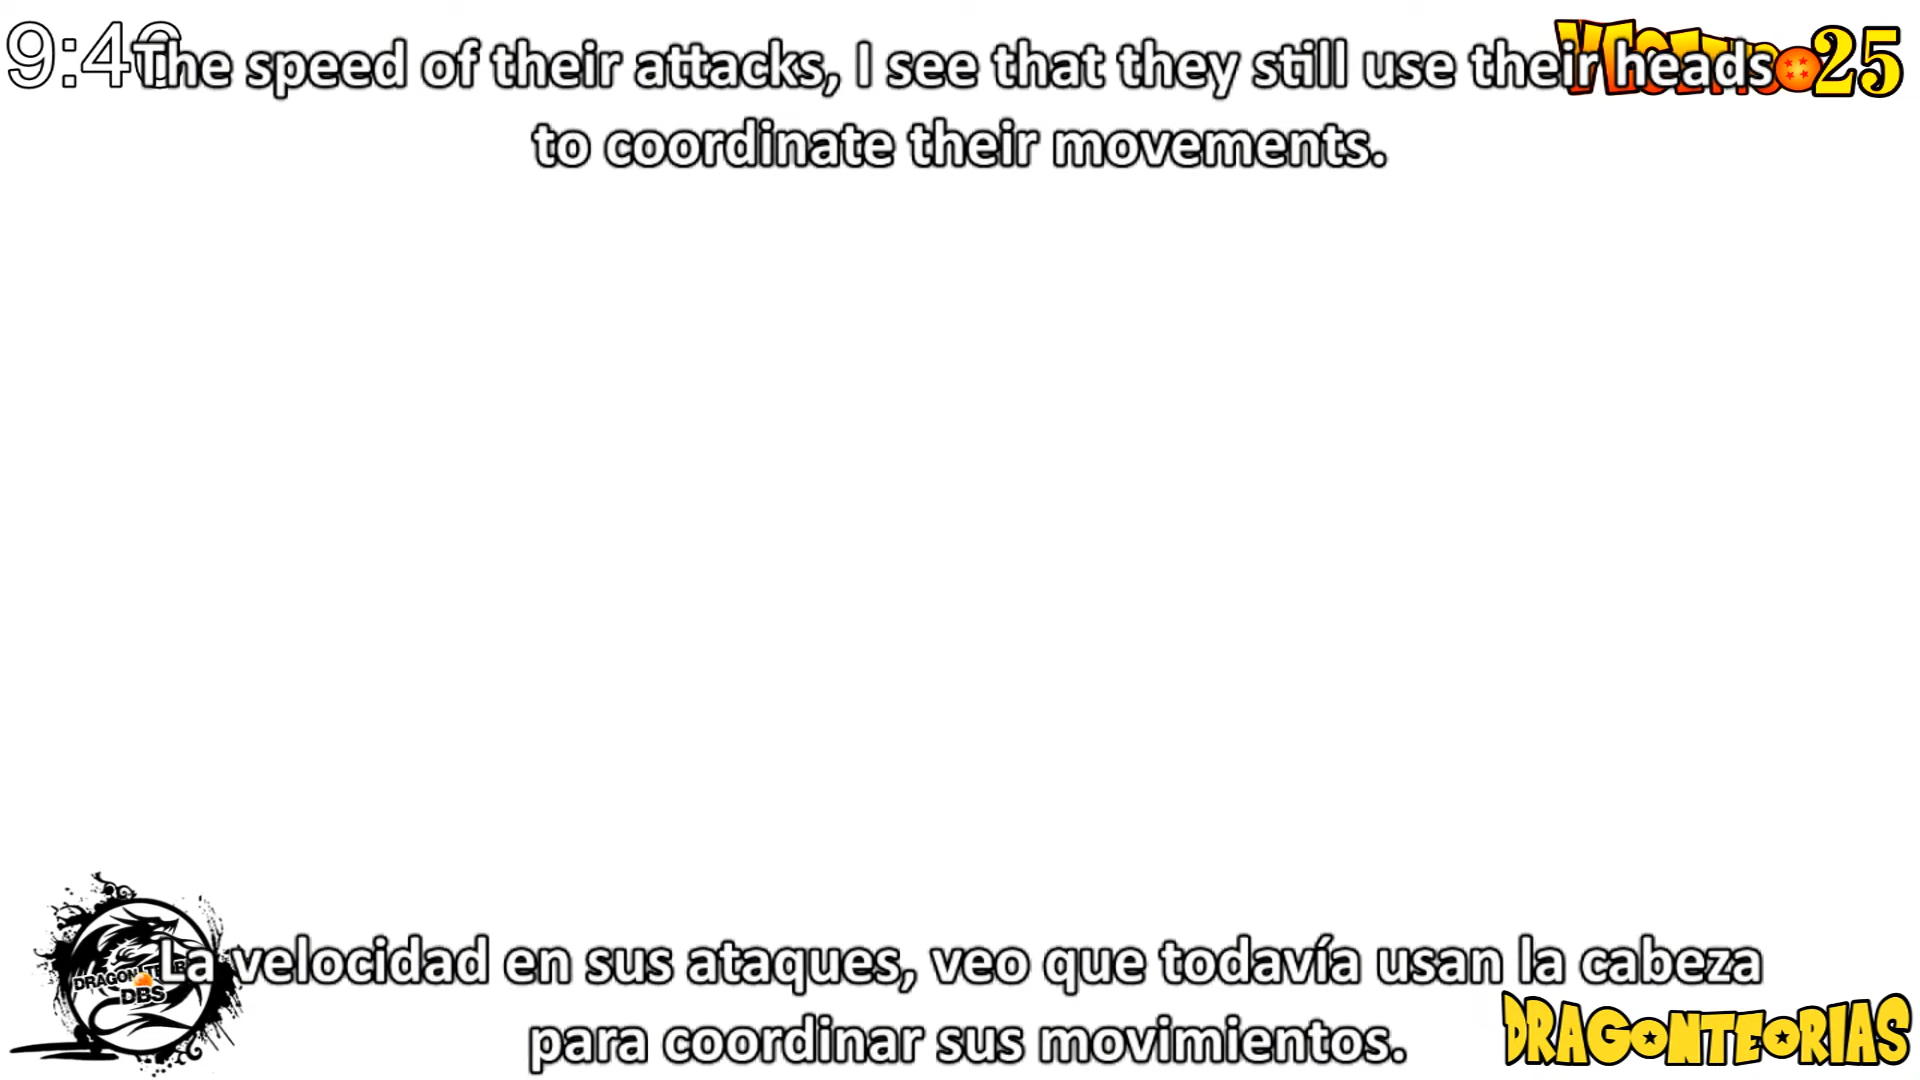 The speed of their attacks, I see that they still use their heads
25
to coordinate their movements.
La velocidad en sus ataques, veo que todavía usan la cabeza
DBS
para coordinar sus movimientos.
DRAGONTEORIAS